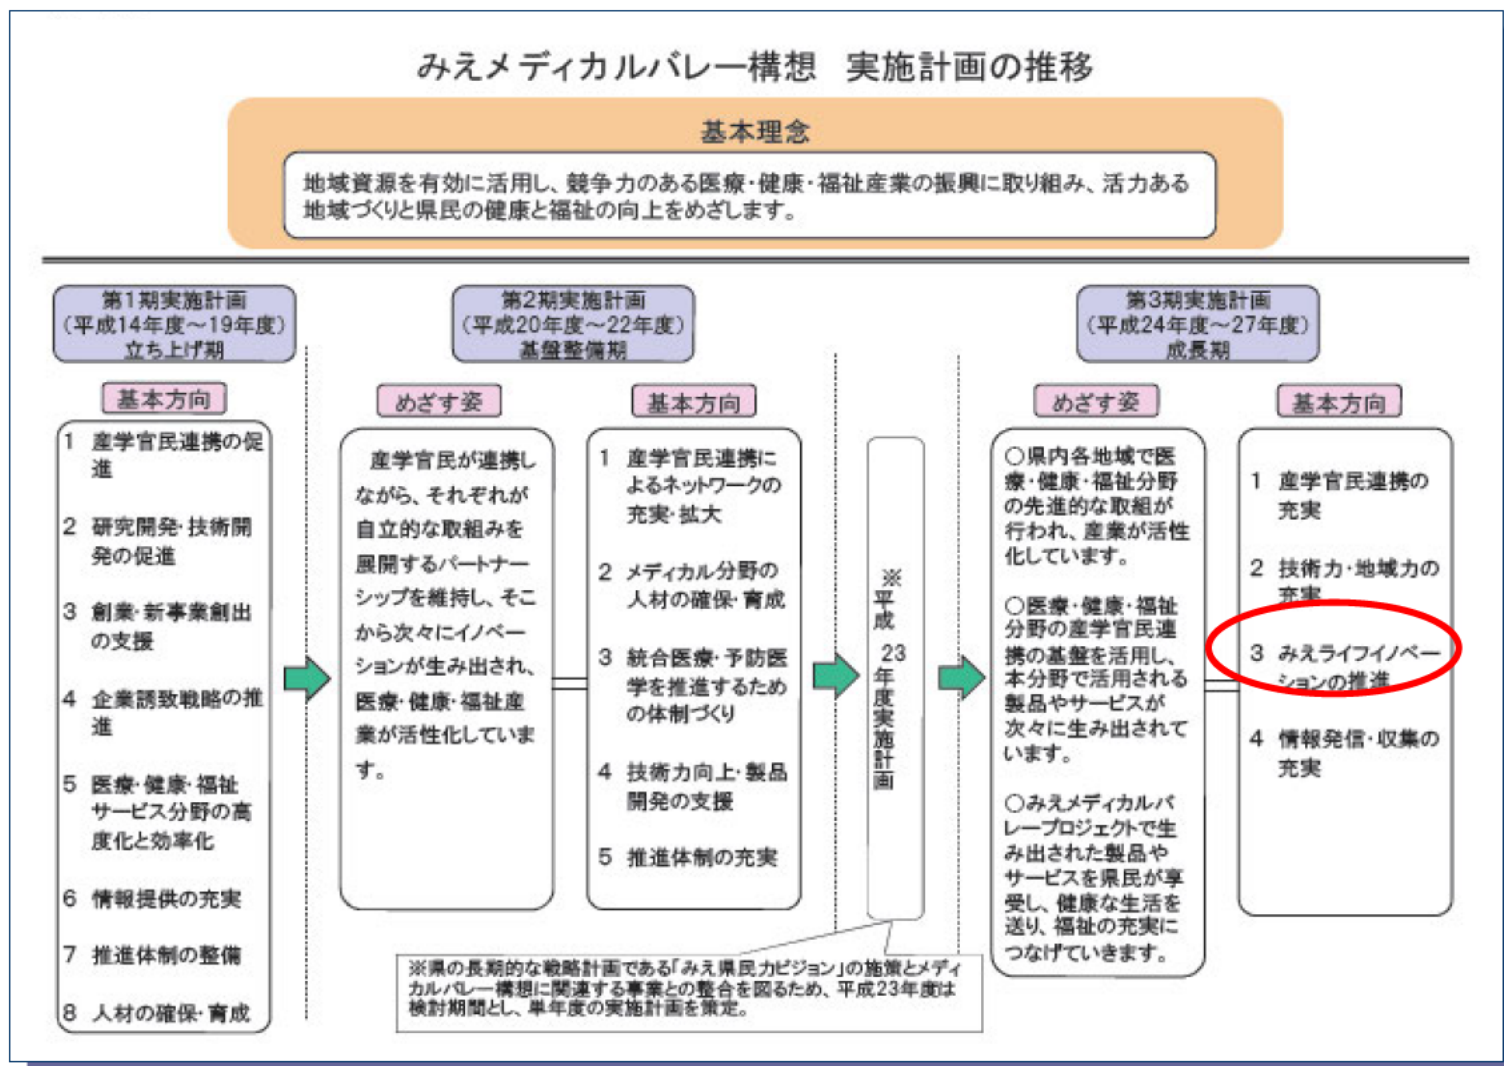 みえメディカルバレー構想　実施計画の推移
基本理念
地域資源を有効に活用し、競争力のある医療・健康・福祉産業の振興に取り組み、活力ある
地域づくりと県民の健康と福祉の向上をめざします。
第1期実施計画
（平成14年度～19年度）
立ち上げ期
基本方向
1 産学官民連携の促
進
2 研究開発・技術開
発の促進
3 創業・新事業創出
の支援
4 企業誘致戦略の推
進
5 医療・健康・福祉
サービス分野の高
度化と効率化
6 情報提供の充実
7 推進体制の整備
8 人材の確保・育成
第2期実施計画
（平成20年度～22年度）
基盤整備期
めざす姿
産学官民が連携し
ながら、それぞれが
自立的な取組みを
展開するパートナー
シップを維持し、そこ
から次々にイノベー
ションが生み出され、
医療・健康・福祉産
業が活性化していま
す。
基本方向
1 産学官民連携に
よるネットワークの
充実・拡大
2 メディカル分野の
人材の確保・育成
3 統合医療・予防医
学を推進するため
の体制づくり
4 技術力向上・製品
開発の支援
5 推進体制の充実
※平成23年度実施計画
※県の長期的な戦略計画である「みえ県民力ビジョン」の施策とメディ
カルバレー構想に関連する事業との整合を図るため、平成23年度は
検討期間とし、単年度の実施計画を策定。
第3期実施計画
（平成24年度～27年度）
成長期
めざす姿
○県内各地域で医
療・健康・福祉分野
の先進的な取組が
行われ、産業が活性
化しています。
○医療・健康・福祉
分野の産学官民連
携の基盤を活用し、
本分野で活用される
製品やサービスが
次々に生み出されて
います。
○みえメディカルバ
レープロジェクトで生
み出された製品や
サービスを県民が享
受し、健康な生活を
送り、福祉の充実に
つなげていきます。
基本方向
1 産学官民連携の
充実
2 技術力・地域力の
充実
3 みえライフイノベー
ションの推進
4 情報発信・収集の
充実